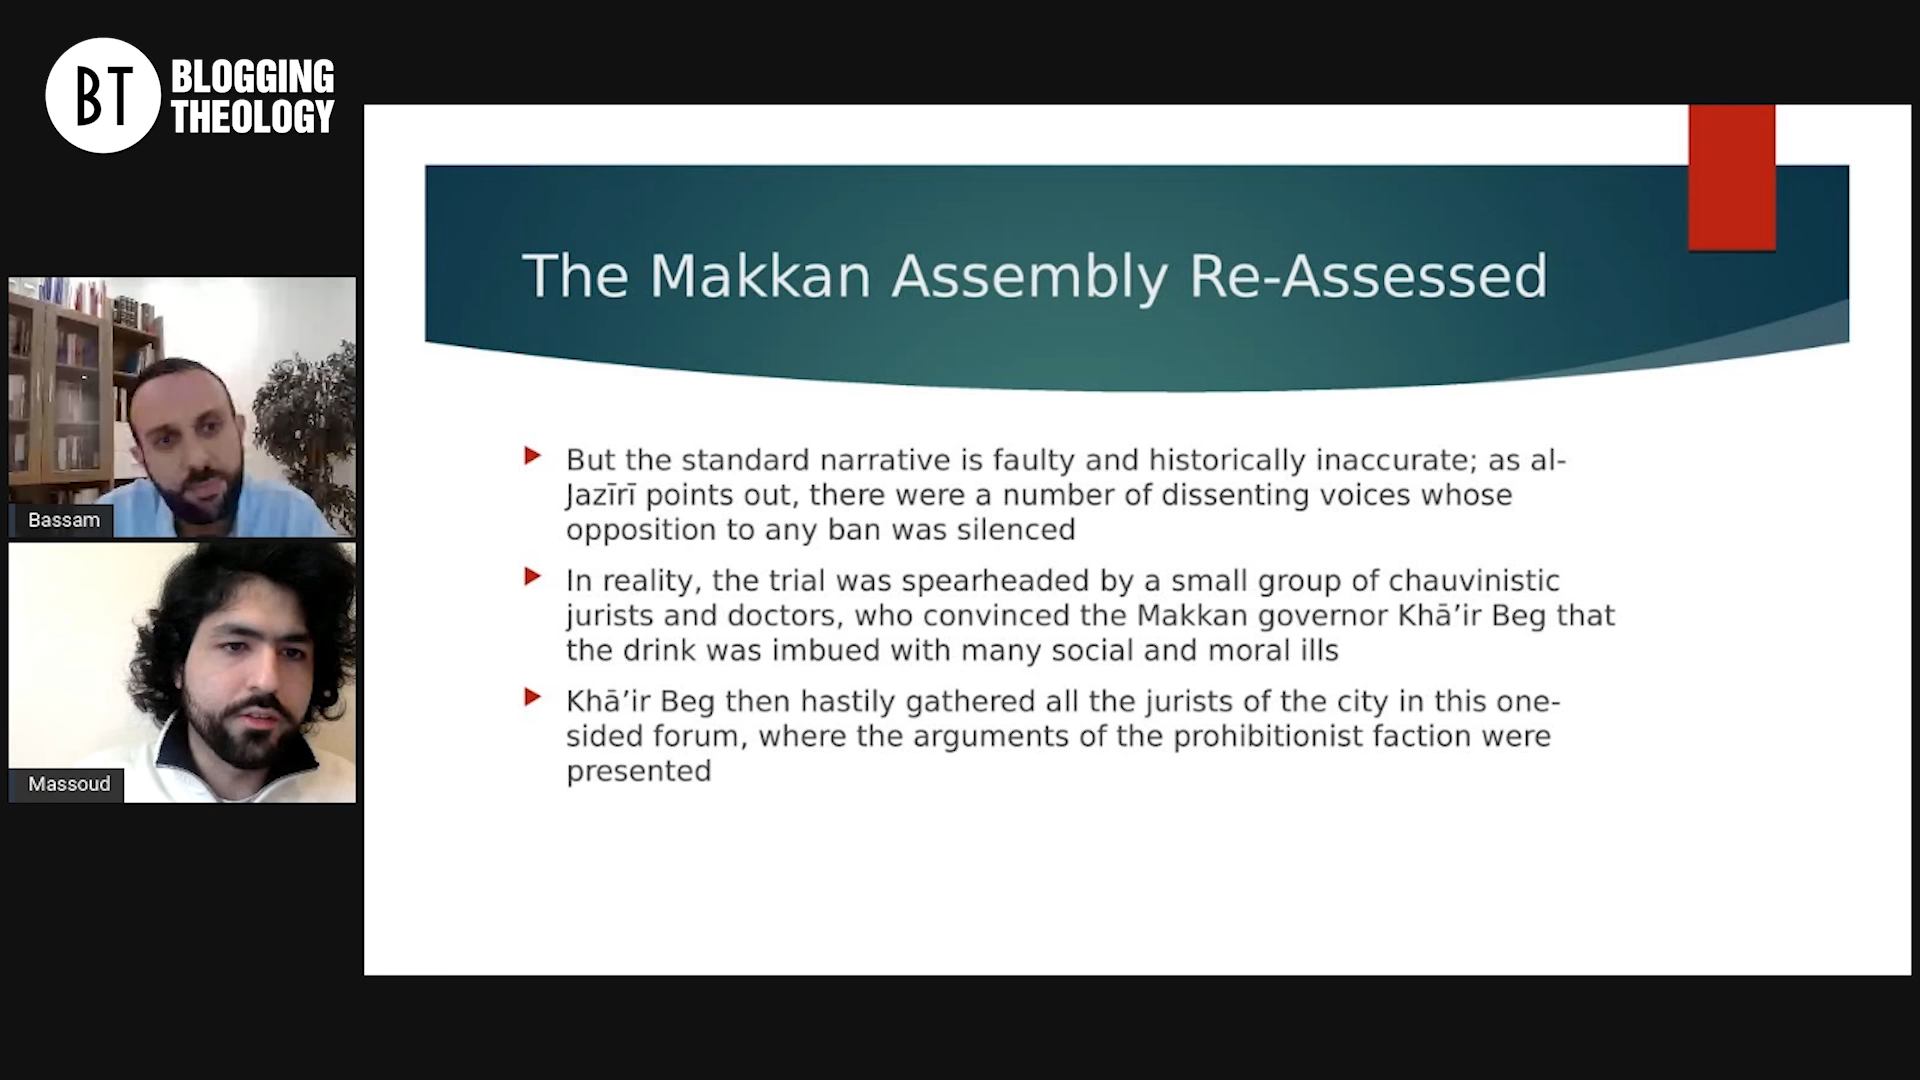 BT
BLOGGING
THEOLOGY
The Makkan Assembly Re-Assessed
But the standard narrative is faulty and historically inaccurate; as al-
Jazīrī points out, there were a number of dissenting voices whose
opposition to any ban was silenced
In reality, the trial was spearheaded by a small group of chauvinistic
jurists and doctors, who convinced the Makkan governor Khā’ir Beg that
the drink was imbued with many social and moral ills
Khā’ir Beg then hastily gathered all the jurists of the city in this one-
sided forum, where the arguments of the prohibitionist faction were
presented
Bassam
Massoud